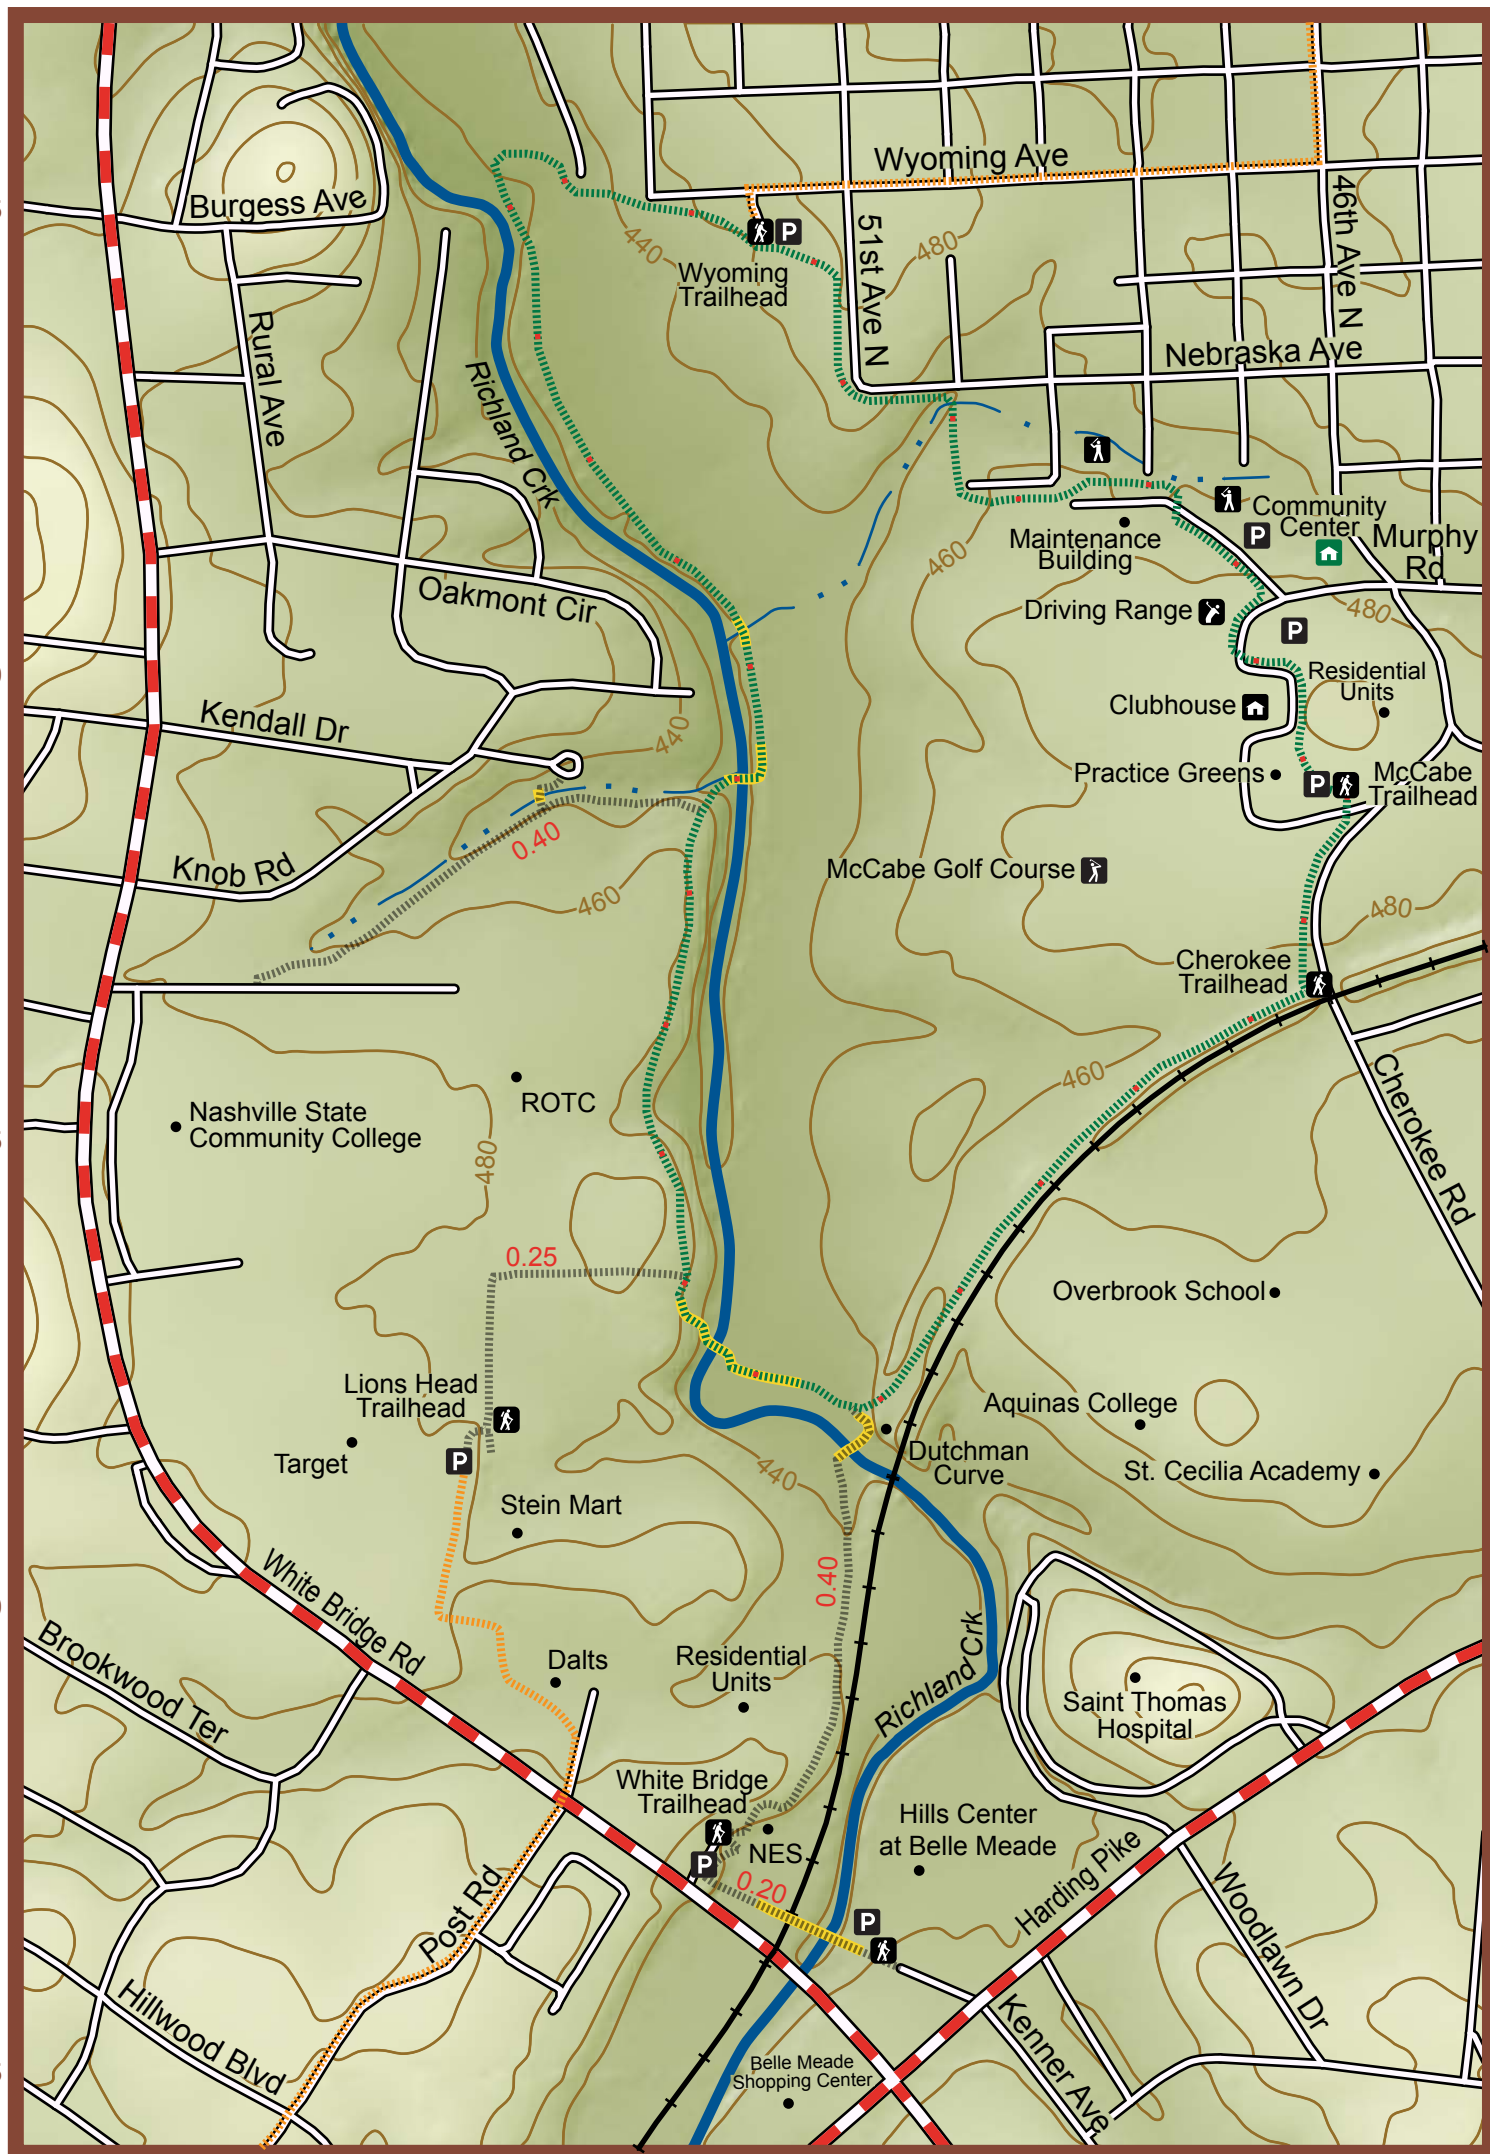 Wyoming Ave
Burgess Ave
46th Ave N
51st Ave N
440
480
Wyoming
Trailhead
Rural Ave
Nebraska Ave
Richland Crk
Community
Center
P
Murphy
Rd
Maintenance
Building
460
Oakmont Cir
Driving Range
480
P
Residential
Units
Clubhouse
Kendall Dr
440
Practice Greens
P
McCabe
Trailhead
0.40
Knob Rd
McCabe Golf Course
460
480
Cherokee
Trailhead
460
ROTC
Cherokee Rd
Nashville State
Community College
480
0.25
Overbrook School
Lions Head
Trailhead
Aquinas College
Target
P
Dutchman
Curve
440
St. Cecilia Academy
Stein Mart
0.40
White Bridge Rd
Brookwood Ter
Dalts
Residential
Units
Richland Crk
Saint Thomas
Hospital
White Bridge
Trailhead
Hills Center
at Belle Meade
NES
P
0.20
P
Harding Pike
Woodlawn Dr
Post Rd
Hillwood Blvd
Kenner Ave
Belle Meade
Shopping Center
P